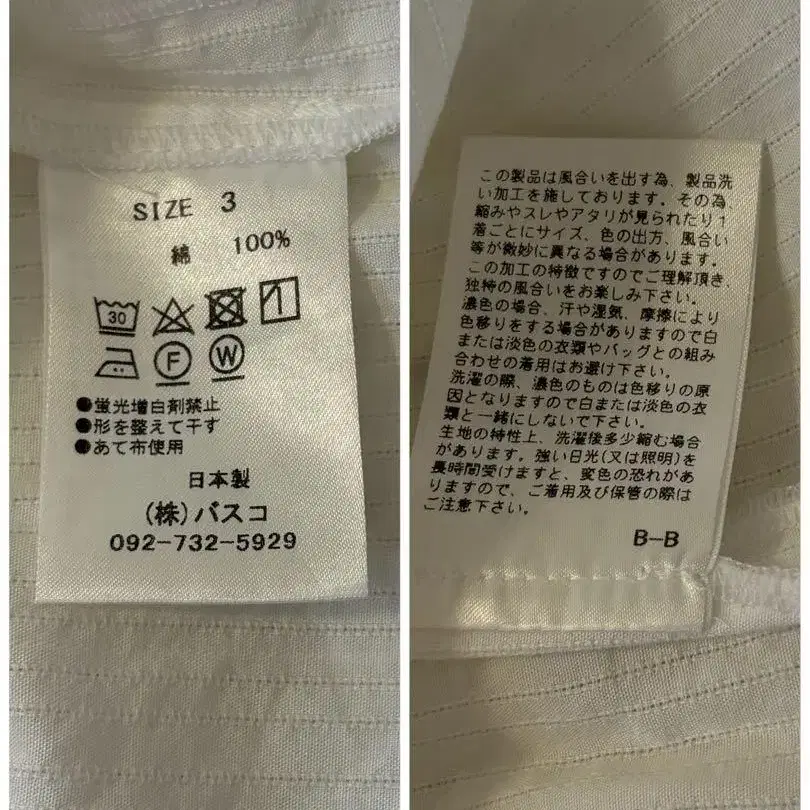 SIZE 3
綿 100%
30
F W
●蛍光増白剤禁止
●形を整えて干す
●あて布使用
日本製
(株)バスコ
092-732-5929
この製品は風合いを出す為、製品洗
い加工を施しております。その為
縮みやスレやアタリが見られたり1
着ごとにサイズ、色の出方、風合い
等が微妙に異なる場合があります。
この加工の特徴ですのでご理解頂き、
独特の風合いをお楽しみ下さい。
濃色の場合、汗や湿気、摩擦により
色移りをする場合がありますので白
または淡色の衣類やバッグとの組み
合わせの着用はお避け下さい。
洗濯の際、濃色のものは色移りの原
因となりますので白または淡色の衣
類と一緒にしないで下さい。
生地の特性上、洗濯後多少縮む場合
があります。強い日光(又は照明)を
長時間受けますと、変色の恐れがあ
りますので、ご着用及び保管の際は
ご注意下さい。
B-B